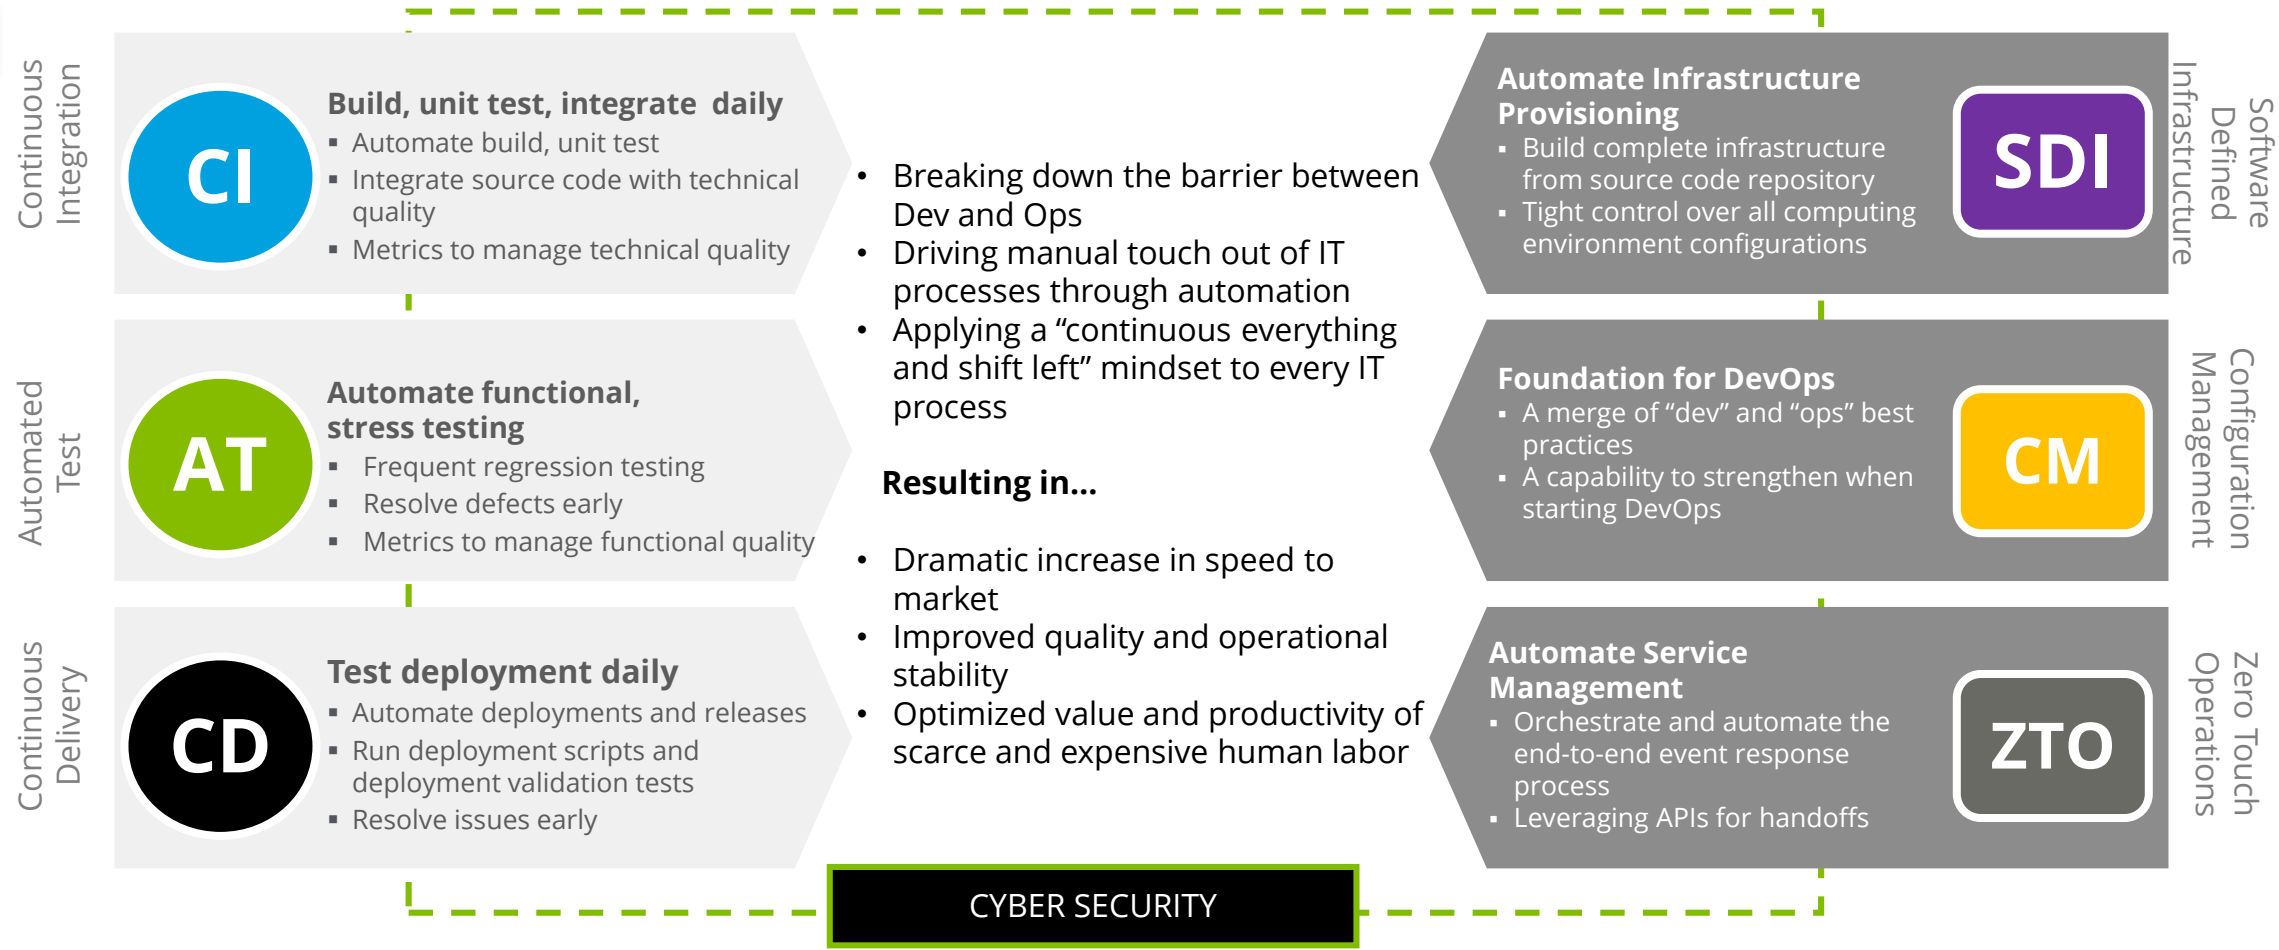 Continuous
Integration
CI
Build, unit test, integrate daily
▪ Automate build, unit test
▪ Integrate source code with technical
quality
▪ Metrics to manage technical quality
Automated
Test
AT
Automate functional,
stress testing
▪ Frequent regression testing
▪ Resolve defects early
▪ Metrics to manage functional quality
Continuous
Delivery
CD
Test deployment daily
▪ Automate deployments and releases
▪ Run deployment scripts and
deployment validation tests
▪ Resolve issues early
• Breaking down the barrier between
Dev and Ops
• Driving manual touch out of IT
processes through automation
• Applying a “continuous everything
and shift left” mindset to every IT
process
Resulting in...
• Dramatic increase in speed to
market
• Improved quality and operational
stability
• Optimized value and productivity of
scarce and expensive human labor
Automate Infrastructure
Provisioning
▪ Build complete infrastructure
from source code repository
▪ Tight control over all computing
environment configurations
SDI
Software
Defined
Infrastructure
Foundation for DevOps
▪ A merge of “dev” and “ops” best
practices
▪ A capability to strengthen when
starting DevOps
CM
Configuration
Management
Automate Service
Management
▪ Orchestrate and automate the
end-to-end event response
process
▪ Leveraging APIs for handoffs
ZTO
Zero Touch
Operations
CYBER SECURITY